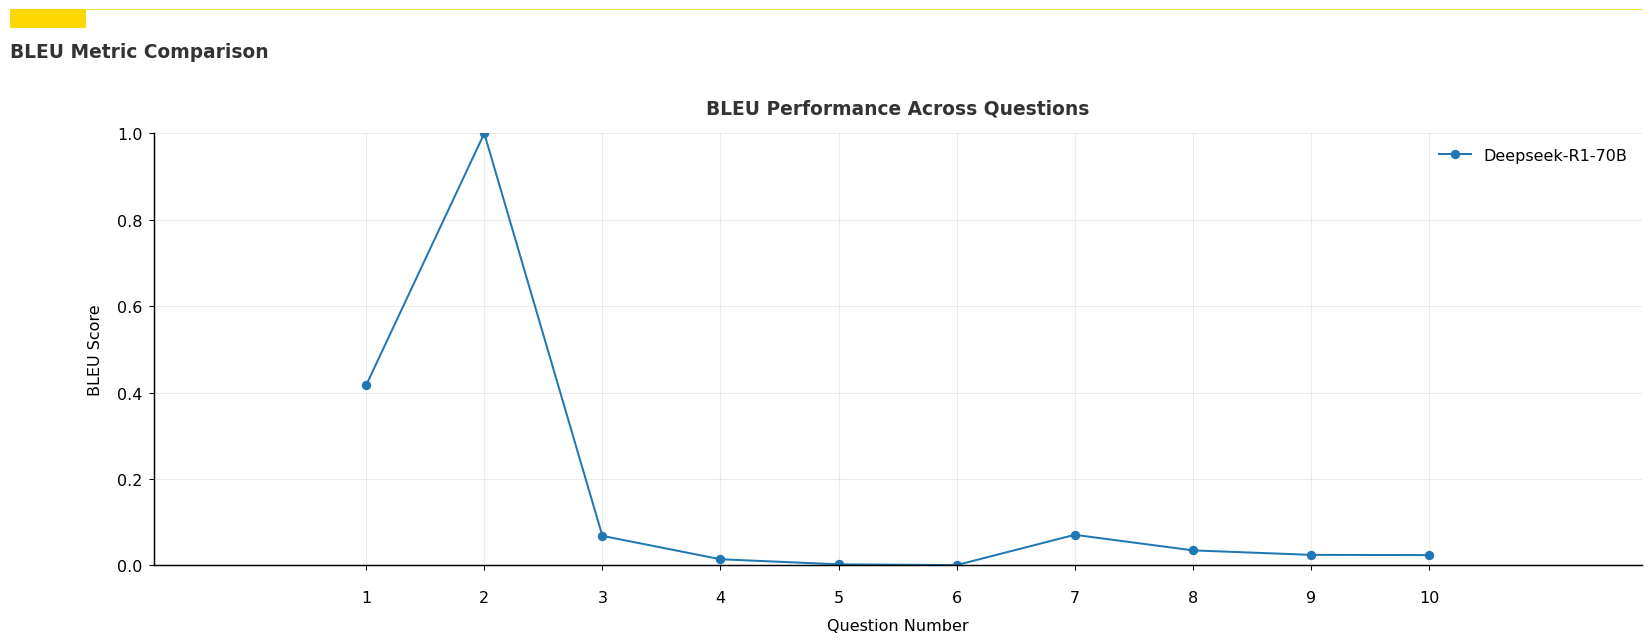 BLEU Metric Comparison
BLEU Performance Across Questions
Deepseek-R1-70B
BLEU Score
1.0
0.8
0.6
0.4
0.2
0.0
1 2 3 4 5 6 7 8 9 10
Question Number